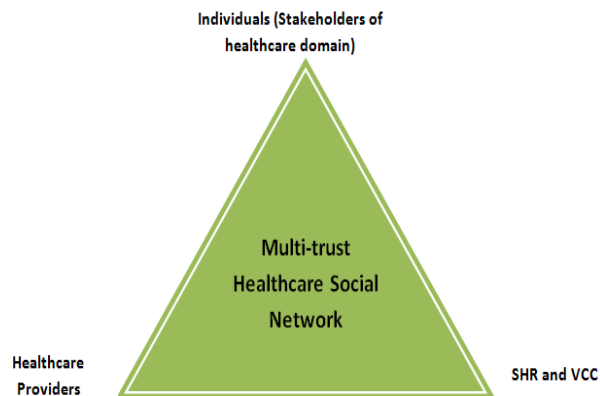 Individuals (Stakeholders of
healthcare domain)
Multi-trust
Healthcare Social
Network
Healthcare
Providers
SHR and VCC